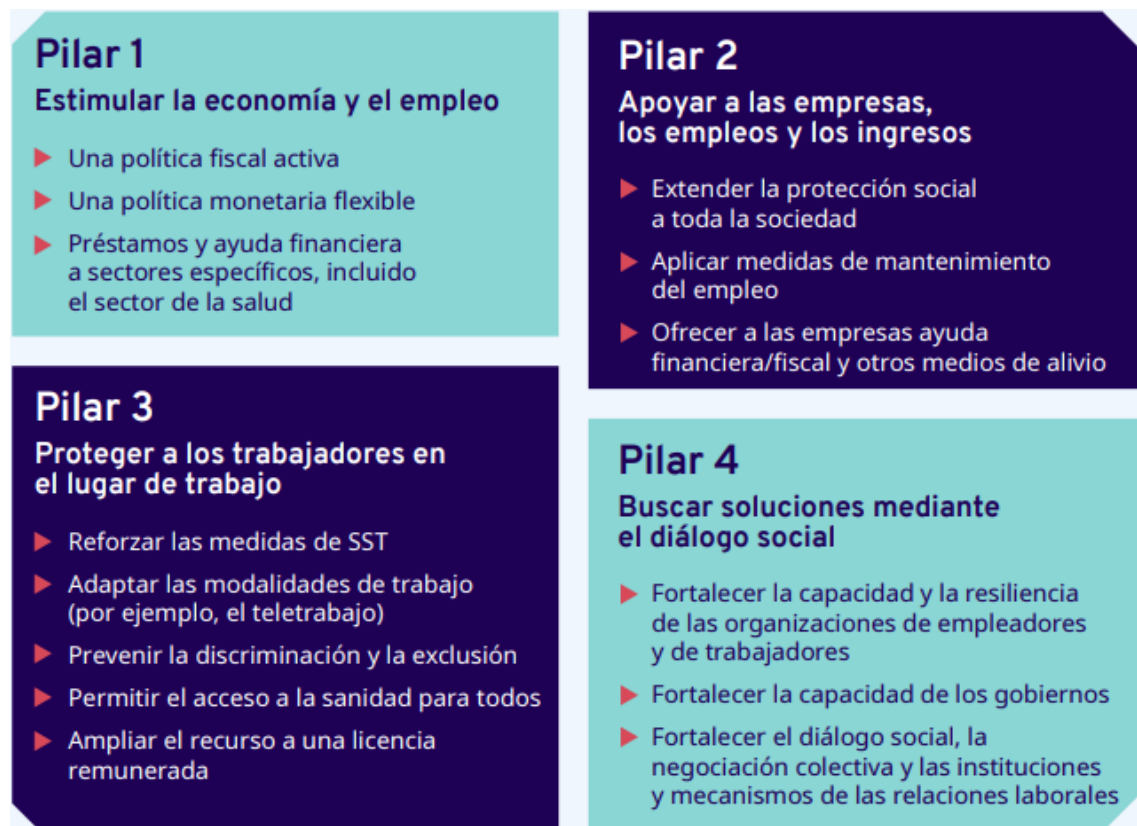 Pilar 1
Estimular la economía y el empleo
Una política fiscal activa
Una política monetaria flexible
Préstamos y ayuda financiera
a sectores específicos, incluido
el sector de la salud
Pilar 2
Apoyar a las empresas,
los empleos y los ingresos
Extender la protección social
a toda la sociedad
Aplicar medidas de mantenimiento
del empleo
Ofrecer a las empresas ayuda
financiera/fiscal y otros medios de alivio
Pilar 3
Proteger a los trabajadores en
el lugar de trabajo
Reforzar las medidas de SST
Adaptar las modalidades de trabajo
(por ejemplo, el teletrabajo)
Prevenir la discriminación y la exclusión
Permitir el acceso a la sanidad para todos
Ampliar el recurso a una licencia
remunerada
Pilar 4
Buscar soluciones mediante
el diálogo social
Fortalecer la capacidad y la resiliencia
de las organizaciones de empleadores
y de trabajadores
Fortalecer la capacidad de los gobiernos
Fortalecer el diálogo social, la
negociación colectiva y las instituciones
y mecanismos de las relaciones laborales